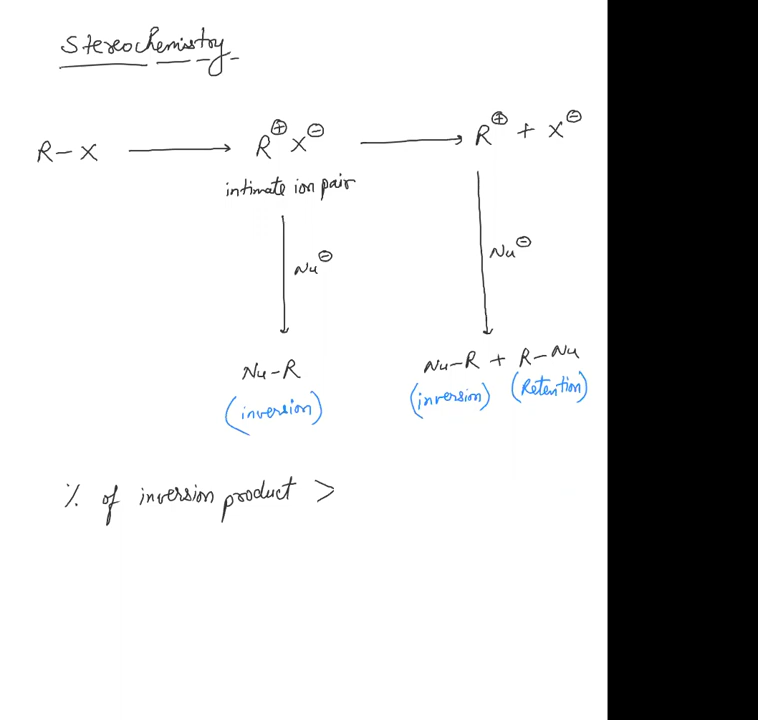 Stereochemistry
R-X ⟶ R⊕ X⊖ ⟶ R⊕ + X⊖
intimate ion pair
Nu⊖ Nu⊖
Nu-R Nu-R + R-Nu
(inversion) (inversion) (Retention)
% of inversion product >